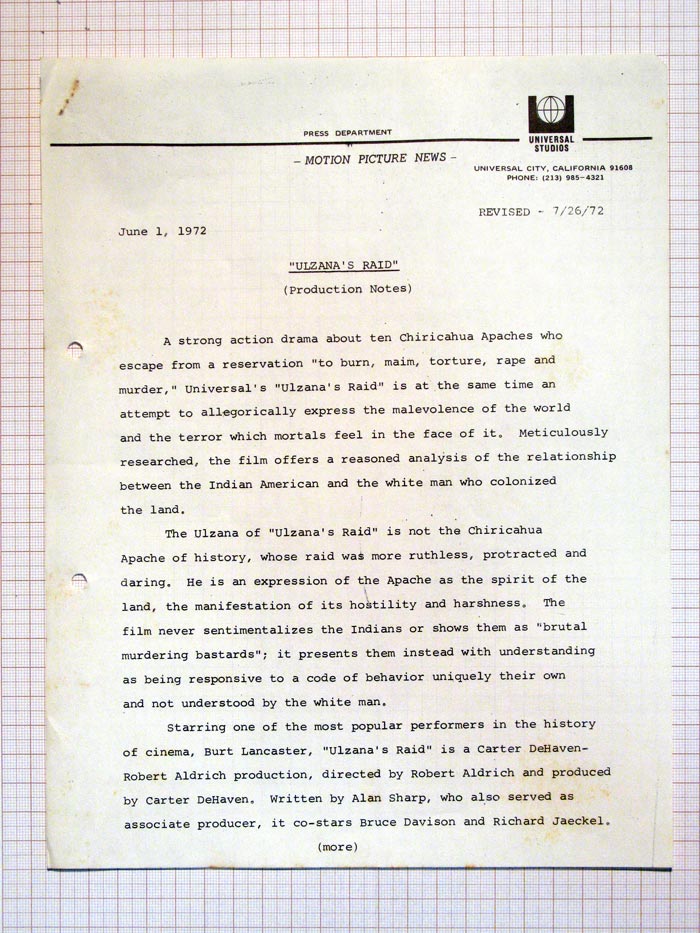 PRESS DEPARTMENT
UNIVERSAL
STUDIOS
- MOTION PICTURE NEWS -
UNIVERSAL CITY, CALIFORNIA 91608
PHONE: (213) 985-4321
REVISED - 7/26/72
June 1, 1972
"ULZANA'S RAID"
(Production Notes)
A strong action drama about ten Chiricahua Apaches who
escape from a reservation "to burn, maim, torture, rape and
murder," Universal's "Ulzana's Raid" is at the same time an
attempt to allegorically express the malevolence of the world
and the terror which mortals feel in the face of it. Meticulously
researched, the film offers a reasoned analysis of the relationship
between the Indian American and the white man who colonized
the land.
The Ulzana of "Ulzana's Raid" is not the Chiricahua
Apache of history, whose raid was more ruthless, protracted and
daring. He is an expression of the Apache as the spirit of the
land, the manifestation of its hostility and harshness. The
film never sentimentalizes the Indians or shows them as "brutal
murdering bastards"; it presents them instead with understanding
as being responsive to a code of behavior uniquely their own
and not understood by the white man.
Starring one of the most popular performers in the history
of cinema, Burt Lancaster, "Ulzana's Raid" is a Carter DeHaven-
Robert Aldrich production, directed by Robert Aldrich and produced
by Carter DeHaven. Written by Alan Sharp, who also served as
associate producer, it co-stars Bruce Davison and Richard Jaeckel.
(more)